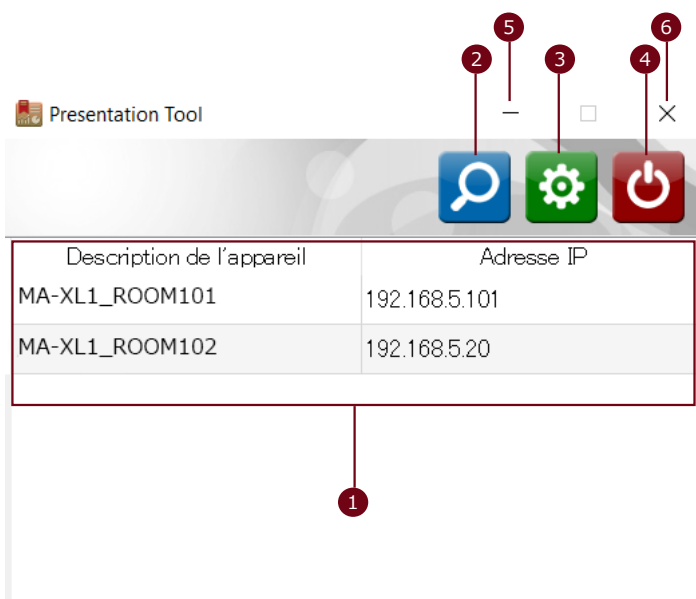 5
6
2
3
4
Presentation Tool
Description de l'appareil Adresse IP
MA-XL1_ROOM101 192.168.5.101
MA-XL1_ROOM102 192.168.5.20
1